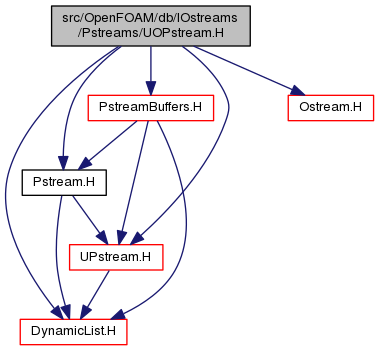 src/OpenFOAM/db/IOstreams
/Pstreams/UOPstream.H
PstreamBuffers.H
Ostream.H
Pstream.H
UPstream.H
DynamicList.H